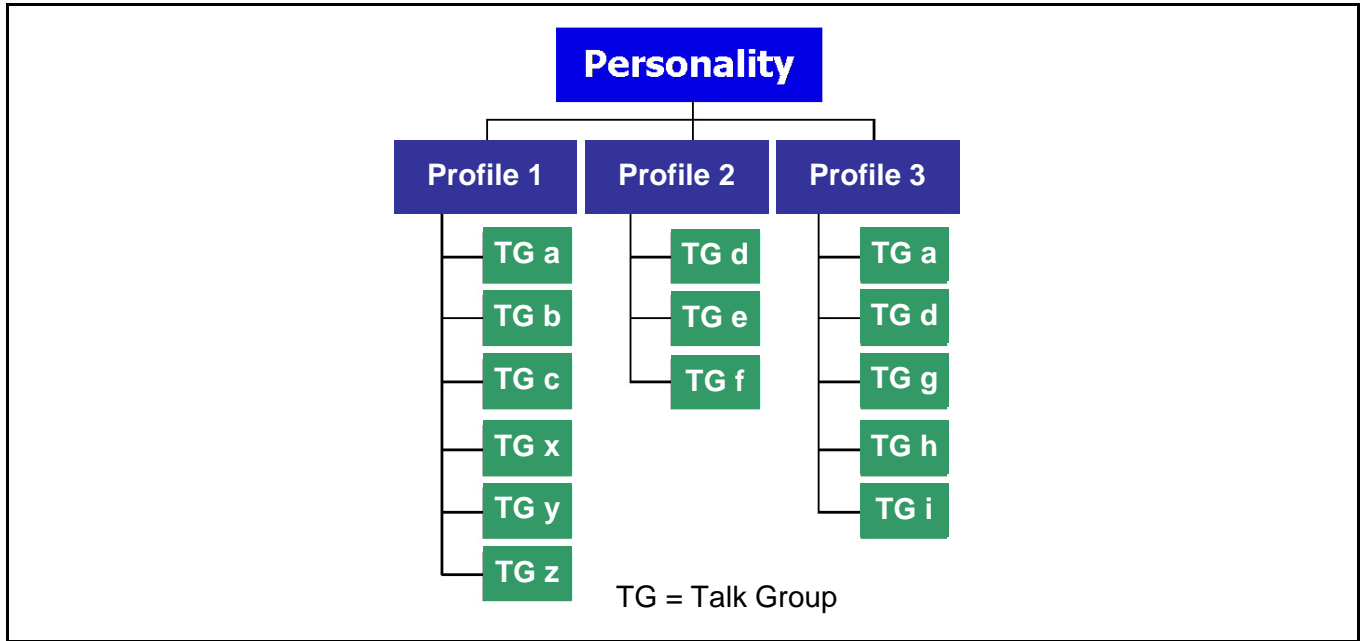 Personality
Profile 1
Profile 2
Profile 3
TG a
TG b
TG c
TG x
TG y
TG z
TG d
TG e
TG f
TG a
TG d
TG g
TG h
TG i
TG = Talk Group